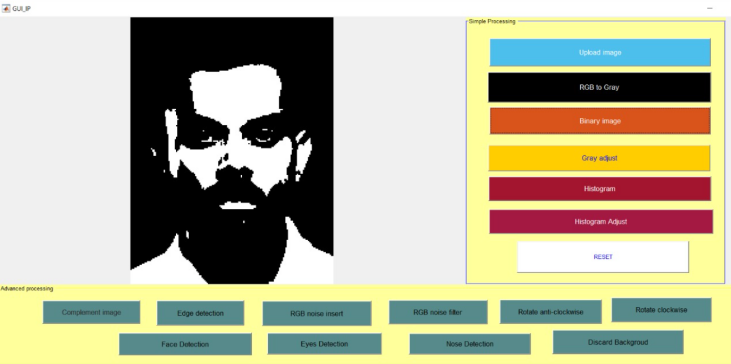 GUI_IP
Simple Processing
Upload image
RGB to Gray
Binary image
Gray adjust
Histogram
Histogram Adjust
RESET
Advanced processing
Complement image
Edge detection
RGB noise insert
RGB noise filter
Rotate anti-clockwise
Rotate clockwise
Face Detection
Eyes Detection
Nose Detection
Discard Backgroud